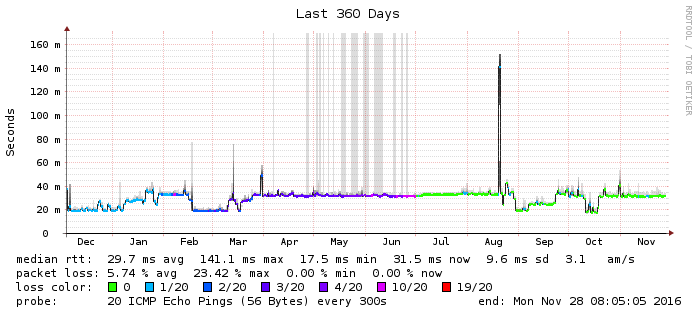 Last 360 Days
RRDTOOL / TOBI OETIKER
Seconds
160 m
140 m
120 m
100 m
80 m
60 m
40 m
20 m
0
Dec Jan Feb Mar Apr May Jun Jul Aug Sep Oct Nov
median rtt: 29.7 ms avg 141.1 ms max 17.5 ms min 31.5 ms now 9.6 ms sd 3.1 am/s
packet loss: 5.74 % avg 23.42 % max 0.00 % min 0.00 % now
loss color: 0 1/20 2/20 3/20 4/20 10/20 19/20
probe: 20 ICMP Echo Pings (56 Bytes) every 300s end: Mon Nov 28 08:05:05 2016